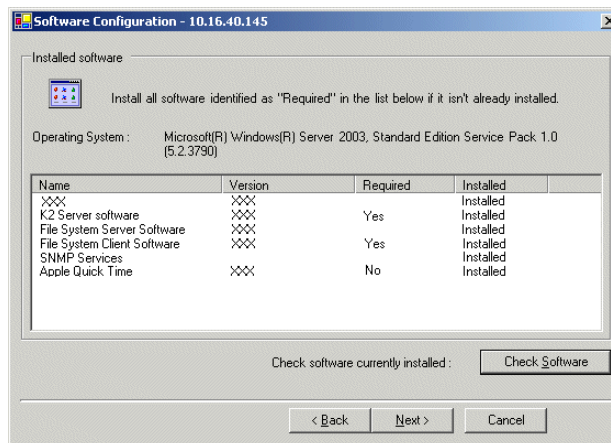 Software Configuration - 10.16.40.145
Installed software
Install all software identified as "Required" in the list below if it isn't already installed.
Operating System : Microsoft(R) Windows(R) Server 2003, Standard Edition Service Pack 1.0
(5.2.3790)
Name Version Required Installed
XXX XXX Installed
K2 Server software XXX Yes Installed
File System Server Software XXX Installed
File System Client Software XXX Yes Installed
SNMP Services Installed
Apple Quick Time XXX No Installed
Check software currently installed : Check Software
< Back Next > Cancel